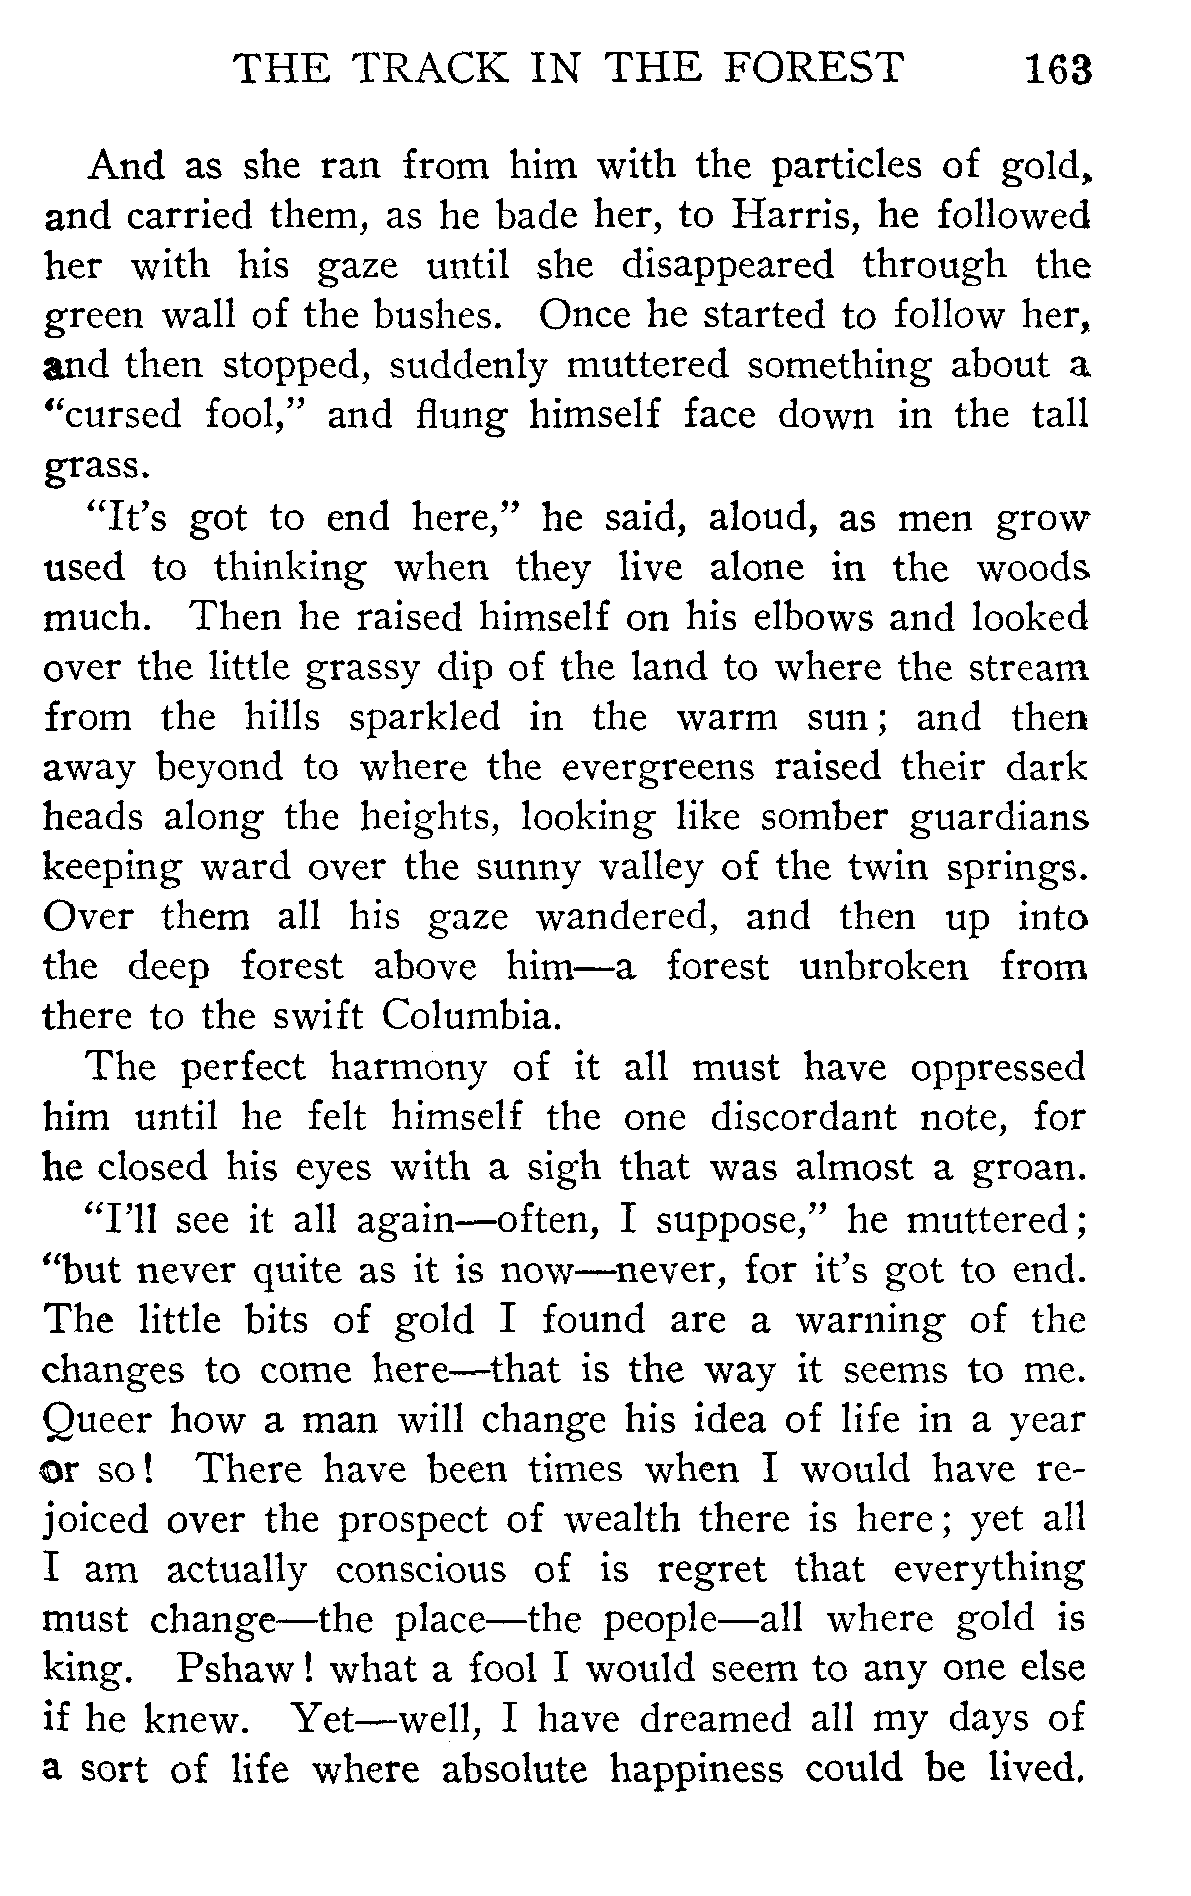 THE TRACK IN THE FOREST 163
And as she ran from him with the particles of gold,
and carried them, as he bade her, to Harris, he followed
her with his gaze until she disappeared through the
green wall of the bushes. Once he started to follow her,
and then stopped, suddenly muttered something about a
“cursed fool,” and flung himself face down in the tall
grass.
“It’s got to end here,” he said, aloud, as men grow
used to thinking when they live alone in the woods
much. Then he raised himself on his elbows and looked
over the little grassy dip of the land to where the stream
from the hills sparkled in the warm sun; and then
away beyond to where the evergreens raised their dark
heads along the heights, looking like somber guardians
keeping ward over the sunny valley of the twin springs.
Over them all his gaze wandered, and then up into
the deep forest above him—a forest unbroken from
there to the swift Columbia.
The perfect harmony of it all must have oppressed
him until he felt himself the one discordant note, for
he closed his eyes with a sigh that was almost a groan.
“I’ll see it all again—often, I suppose,” he muttered;
“but never quite as it is now—never, for it’s got to end.
The little bits of gold I found are a warning of the
changes to come here—that is the way it seems to me.
Queer how a man will change his idea of life in a year
or so! There have been times when I would have re-
joiced over the prospect of wealth there is here; yet all
I am actually conscious of is regret that everything
must change—the place—the people—all where gold is
king. Pshaw! what a fool I would seem to any one else
if he knew. Yet—well, I have dreamed all my days of
a sort of life where absolute happiness could be lived.